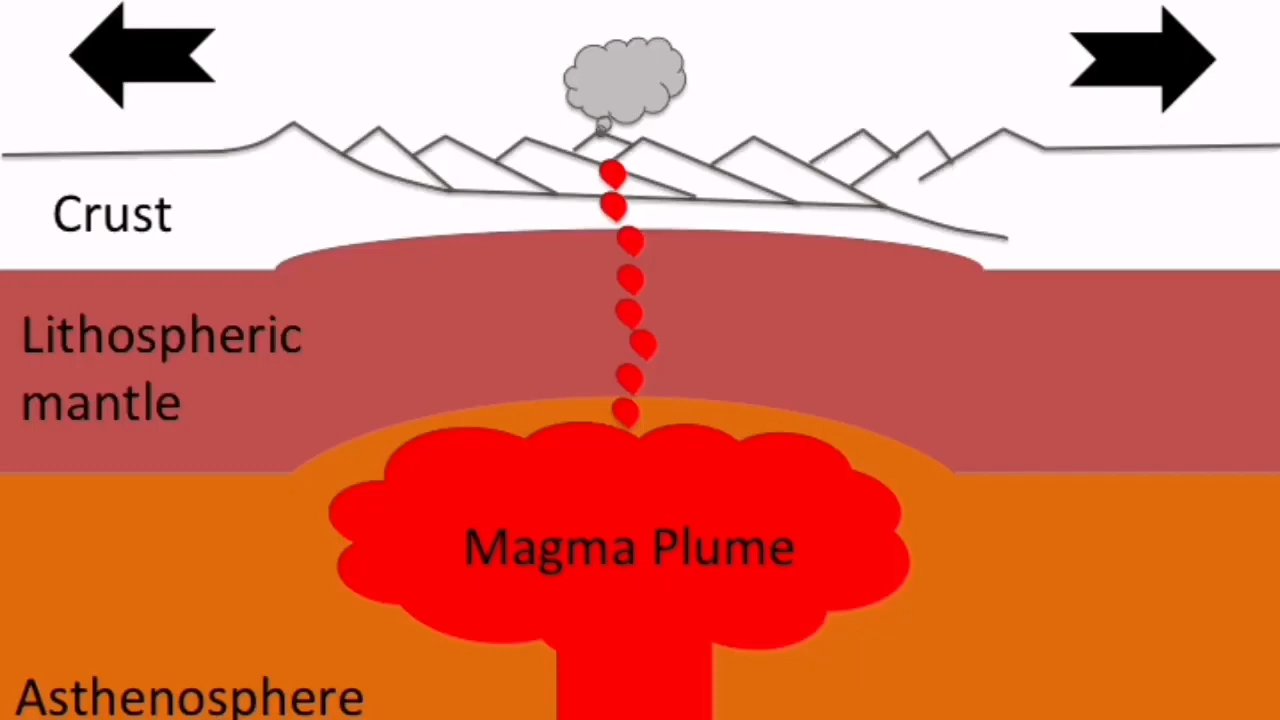 Crust
Lithospheric
mantle
Magma Plume
Asthenosphere